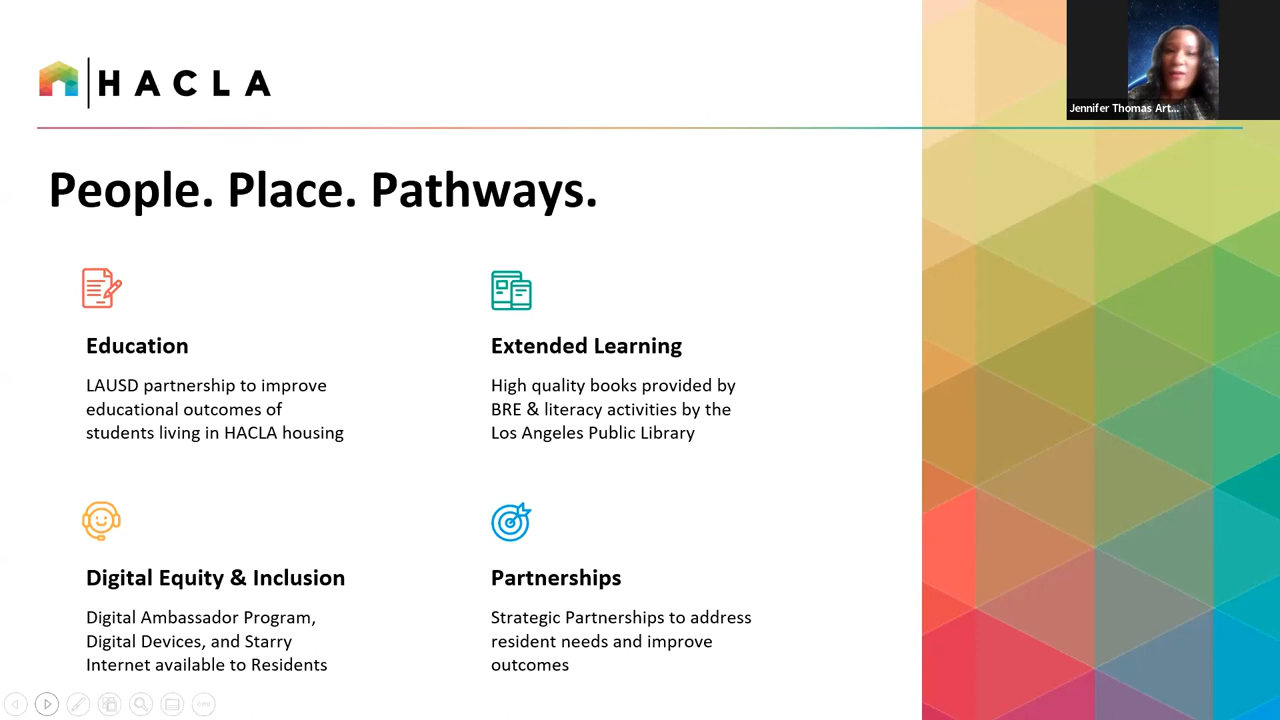 HACLA
Jennifer Thomas Art...
People. Place. Pathways.
Education
LAUSD partnership to improve
educational outcomes of
students living in HACLA housing
Extended Learning
High quality books provided by
BRE & literacy activities by the
Los Angeles Public Library
Digital Equity & Inclusion
Digital Ambassador Program,
Digital Devices, and Starry
Internet available to Residents
Partnerships
Strategic Partnerships to address
resident needs and improve
outcomes